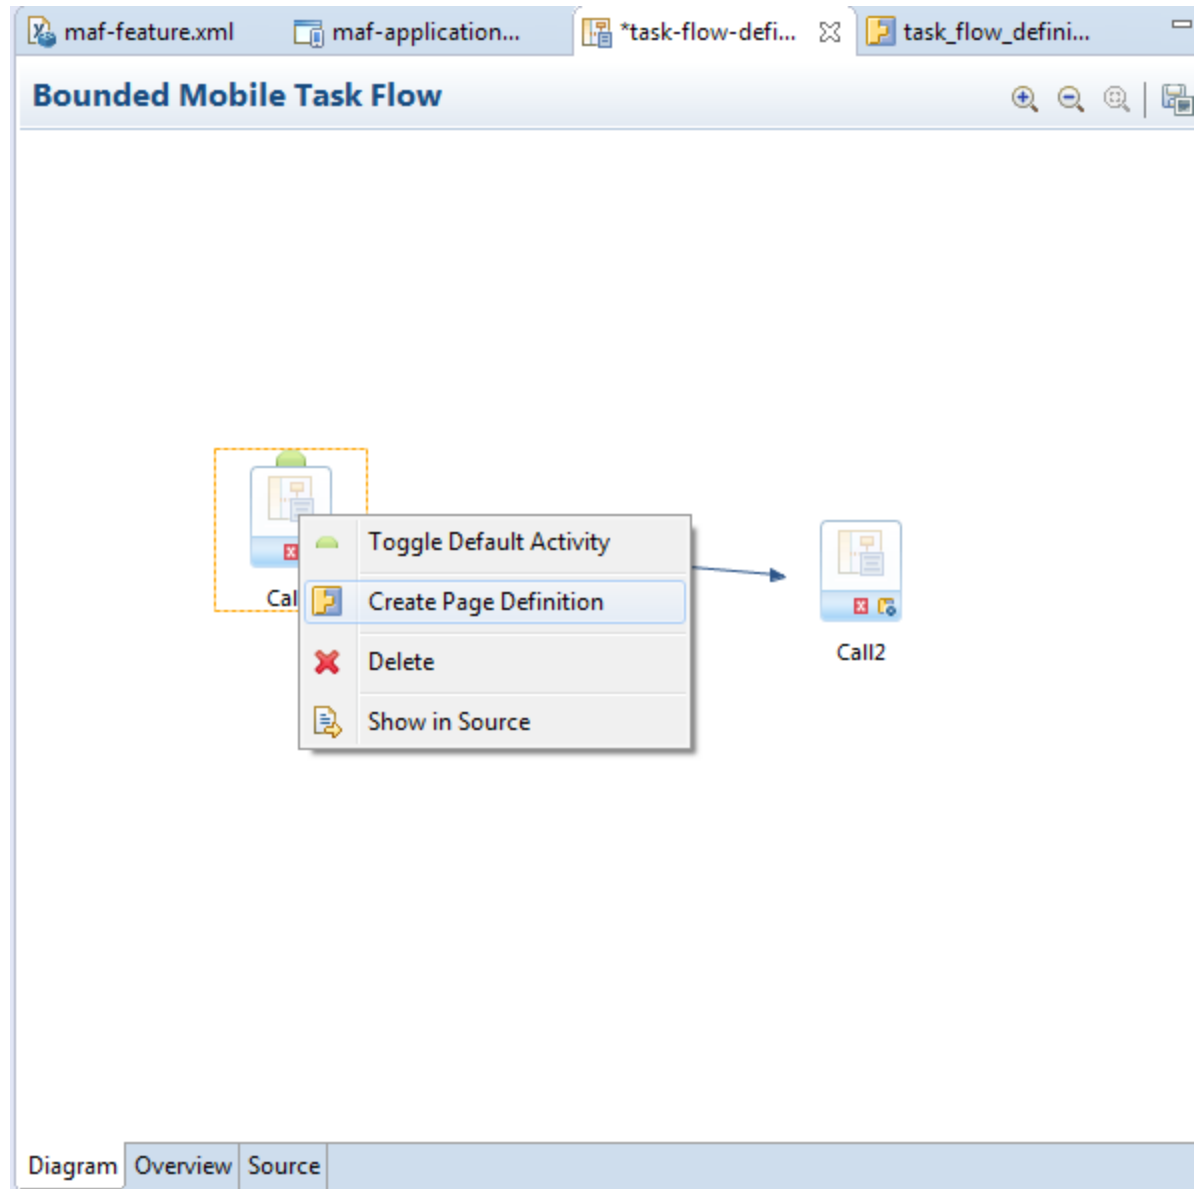 maf-feature.xml maf-application... *task-flow-defi... task_flow_defini...
Bounded Mobile Task Flow
Toggle Default Activity
Create Page Definition
Cal
Delete
Call2
Show in Source
Diagram Overview Source